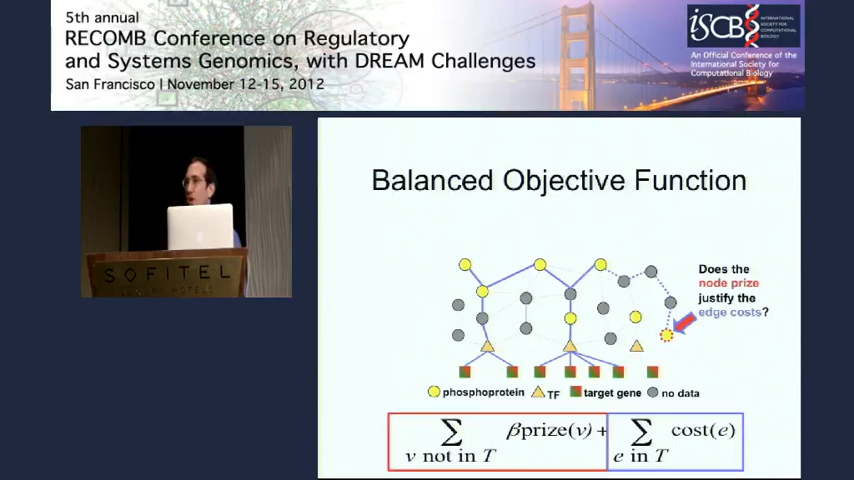 5th annual
RECOMB Conference on Regulatory
and Systems Genomics, with DREAM Challenges
San Francisco | November 12-15, 2012
iSCB
INTERNATIONAL
SOCIETY FOR
COMPUTATIONAL
BIOLOGY
An Official Conference of the
International Society for
Computational Biology
SOFITEL
LUXURY HOTELS
Balanced Objective Function
Does the
node prize
justify the
edge costs?
phosphoprotein TF target gene no data
∑ βprize(v) + ∑ cost(e)
v not in T e in T